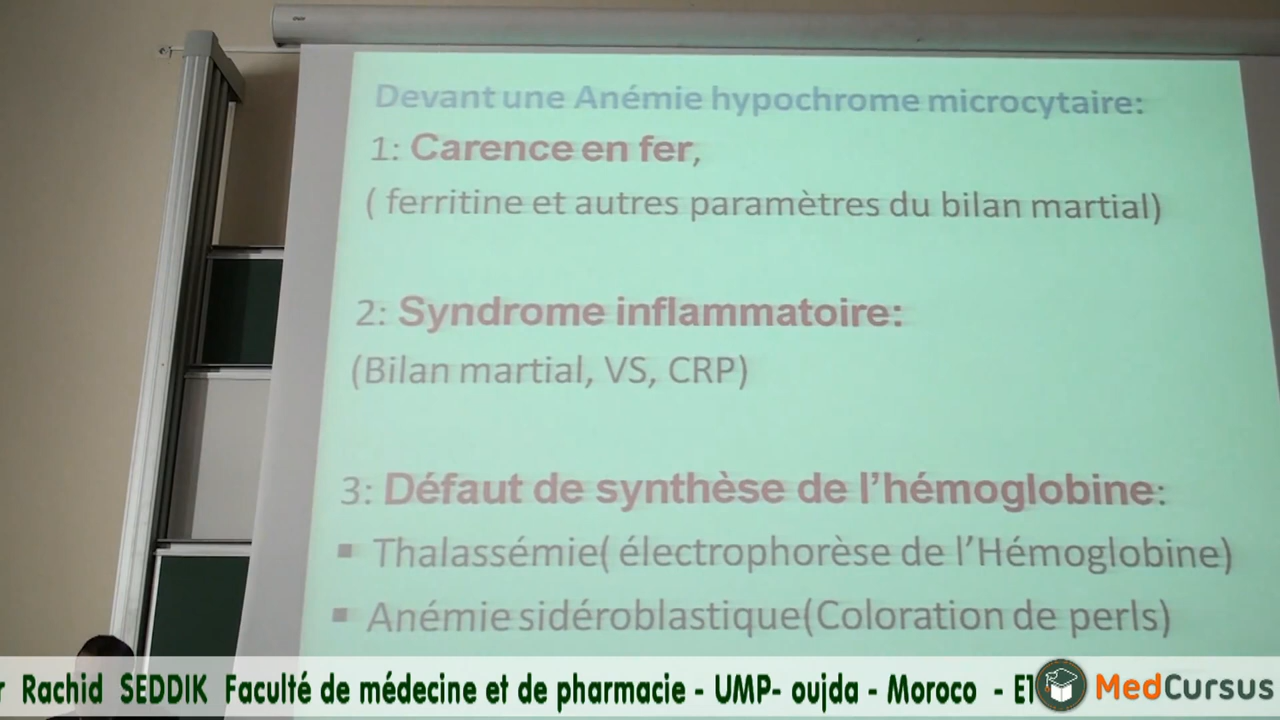 Devant une Anémie hypochrome microcytaire:
1: Carence en fer,
( ferritine et autres paramètres du bilan martial)
2: Syndrome inflammatoire:
(Bilan martial, VS, CRP)
3: Défaut de synthèse de l'hémoglobine:
▪ Thalassémie( électrophorèse de l'Hémoglobine)
▪ Anémie sidéroblastique(Coloration de perls)
r Rachid SEDDIK Faculté de médecine et de pharmacie - UMP- oujda - Moroco - E1
MedCursus